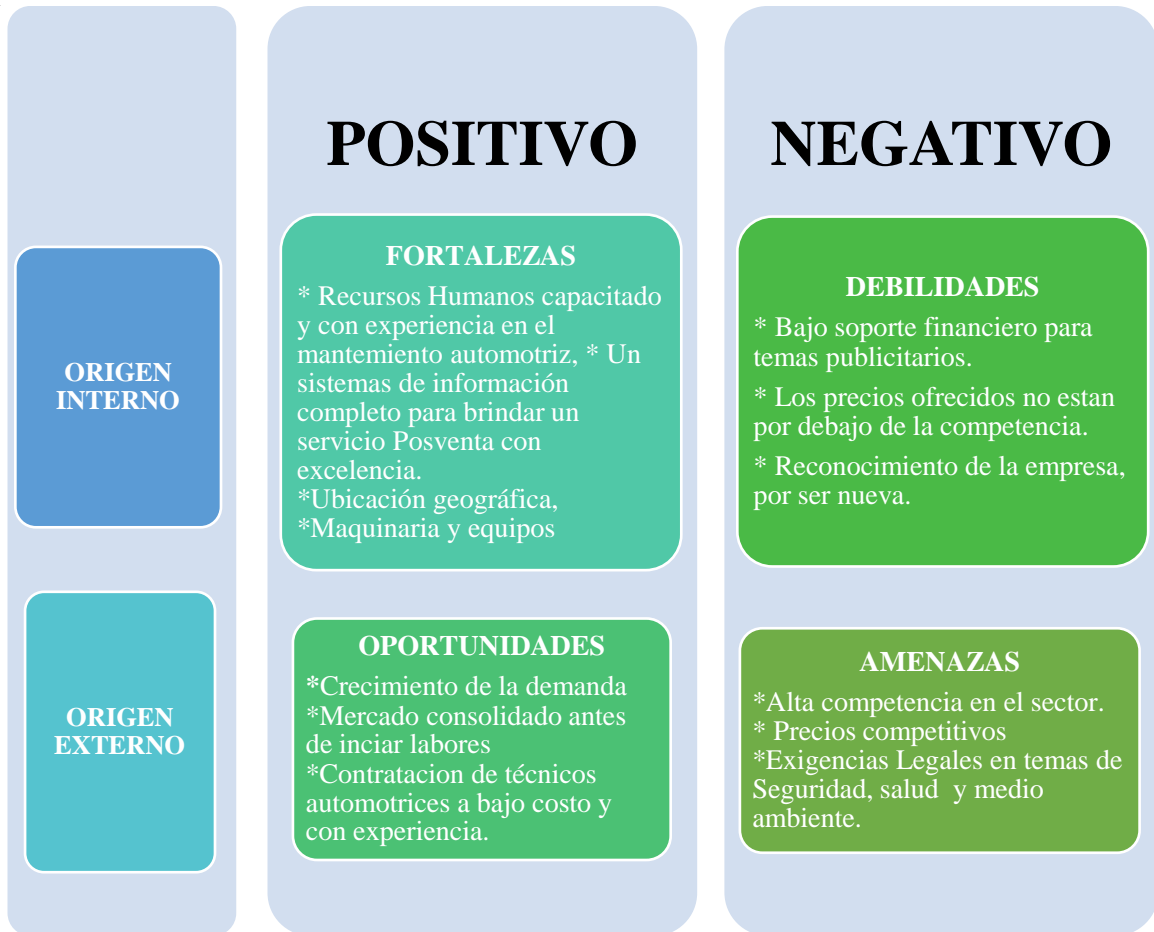 POSITIVO
NEGATIVO
ORIGEN
INTERNO
FORTALEZAS
* Recursos Humanos capacitado
y con experiencia en el
mantemiento automotriz, * Un
sistemas de información
completo para brindar un
servicio Posventa con
excelencia.
*Ubicación geográfica,
*Maquinaria y equipos
DEBILIDADES
* Bajo soporte financiero para
temas publicitarios.
* Los precios ofrecidos no estan
por debajo de la competencia.
* Reconocimiento de la empresa,
por ser nueva.
ORIGEN
EXTERNO
OPORTUNIDADES
*Crecimiento de la demanda
*Mercado consolidado antes
de inciar labores
*Contratacion de técnicos
automotrices a bajo costo y
con experiencia.
AMENAZAS
*Alta competencia en el sector.
* Precios competitivos
*Exigencias Legales en temas de
Seguridad, salud  y medio
ambiente.